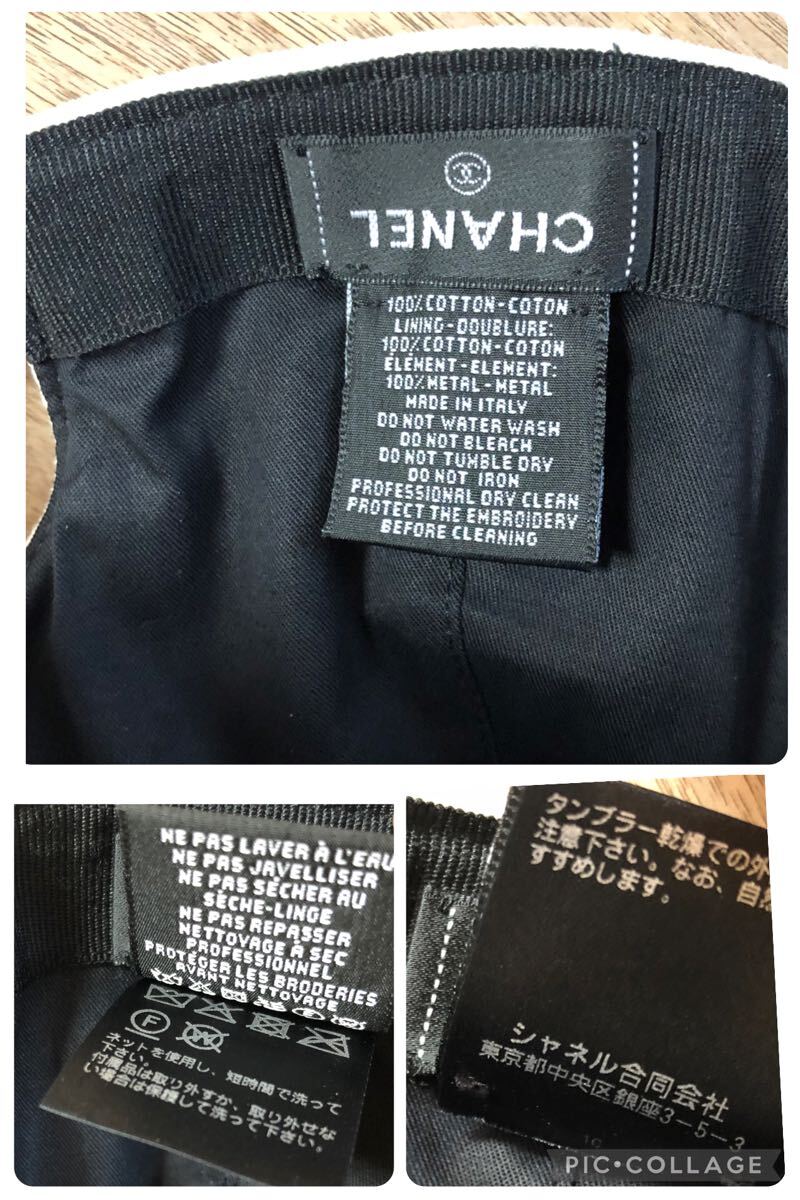 CHANEL
100% COTTON-COTON
LINING-DOUBLURE:
100% COTTON-COTON
ELÉMENT-ELEMENT:
100% METAL-METAL
MADE IN ITALY
DO NOT WATER WASH
DO NOT BLEACH
DO NOT TUMBLE DRY
DO NOT IRON
PROFESSIONAL DRY CLEAN
PROTECT THE EMBROIDERY
BEFORE CLEANING
NE PAS LAVER À L'EAU
NE PAS JAVELLISER
NE PAS SÉCHER AU
SÈCHE-LINGE
NE PAS REPASSER
NETTOYAGE À SEC
PROFESSIONNEL
PROTÉGER LES BRODERIES
AVANT NETTOYAGE
F
ネットを使用し、短時間で洗って
下さい。
付属品は取り外すか、取り外せな
い場合は保護して洗って下さい。
タンブラー乾燥での外
注意下さい。なお、自然
すすめします。
シャネル合同会社
東京都中央区銀座3-5-3
PIC•COLLAGE